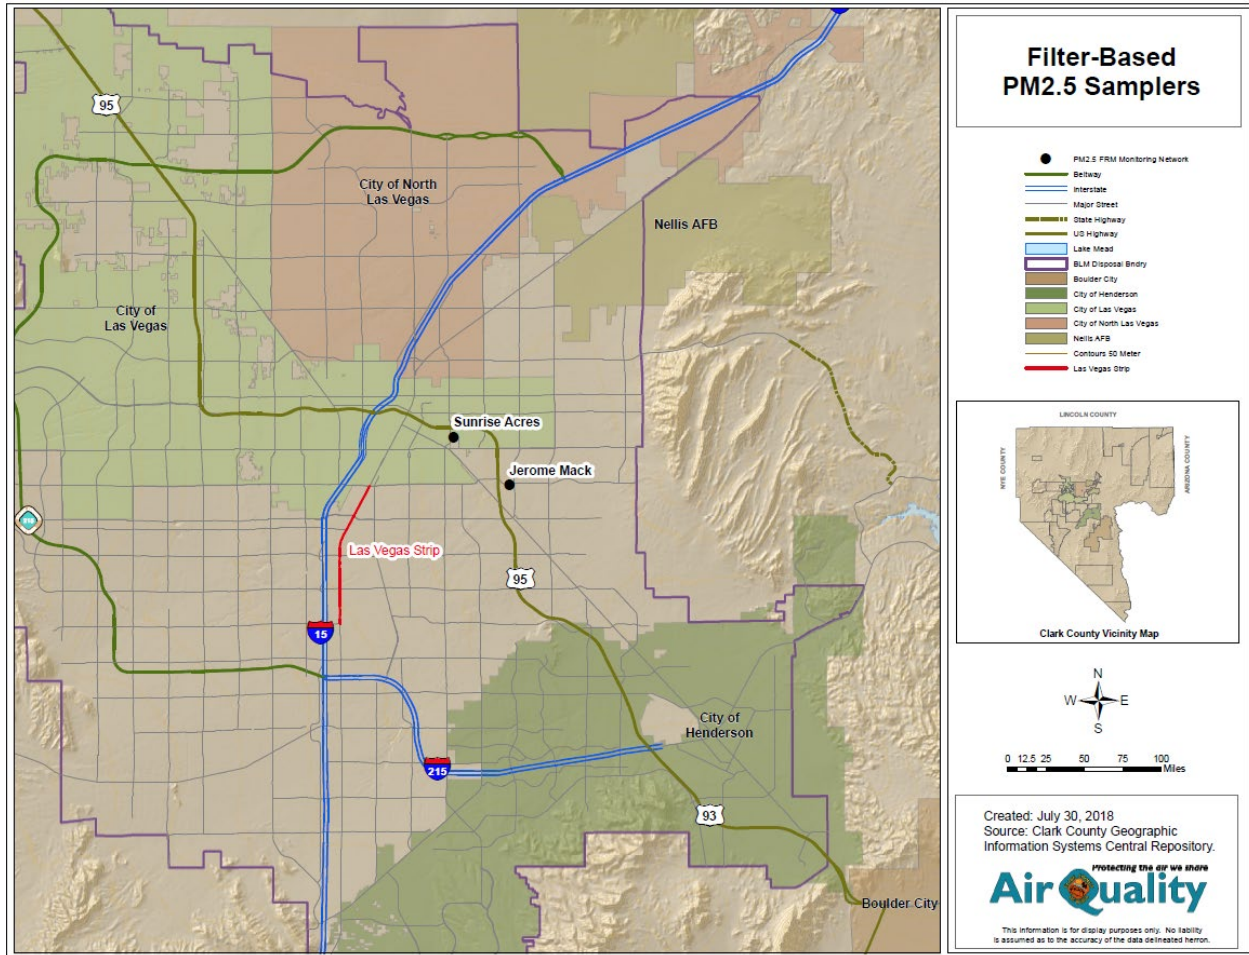 95
City of North
Las Vegas
Nellis AFB
City of
Las Vegas
Sunrise Acres
Jerome Mack
Las Vegas Strip
95
15
City of
Henderson
215
93
Boulder City
Filter-Based
PM2.5 Samplers
PM2.5 FRM Monitoring Network
Beltway
Interstate
Major Street
State Highway
US Highway
Lake Mead
BLM Disposal Bndry
Boulder City
City of Henderson
City of Las Vegas
City of North Las Vegas
Nellis AFB
Contours 50 Meter
Las Vegas Strip
LINCOLN COUNTY
NYE COUNTY
ARIZONA COUNTY
Clark County Vicinity Map
N
W E
S
0 12.5 25 50 75 100
Miles
Created: July 30, 2018
Source: Clark County Geographic
Information Systems Central Repository.
Protecting the air we share
Air Quality
This information is for display purposes only. No liability
is assumed as to the accuracy of the data delineated herron.